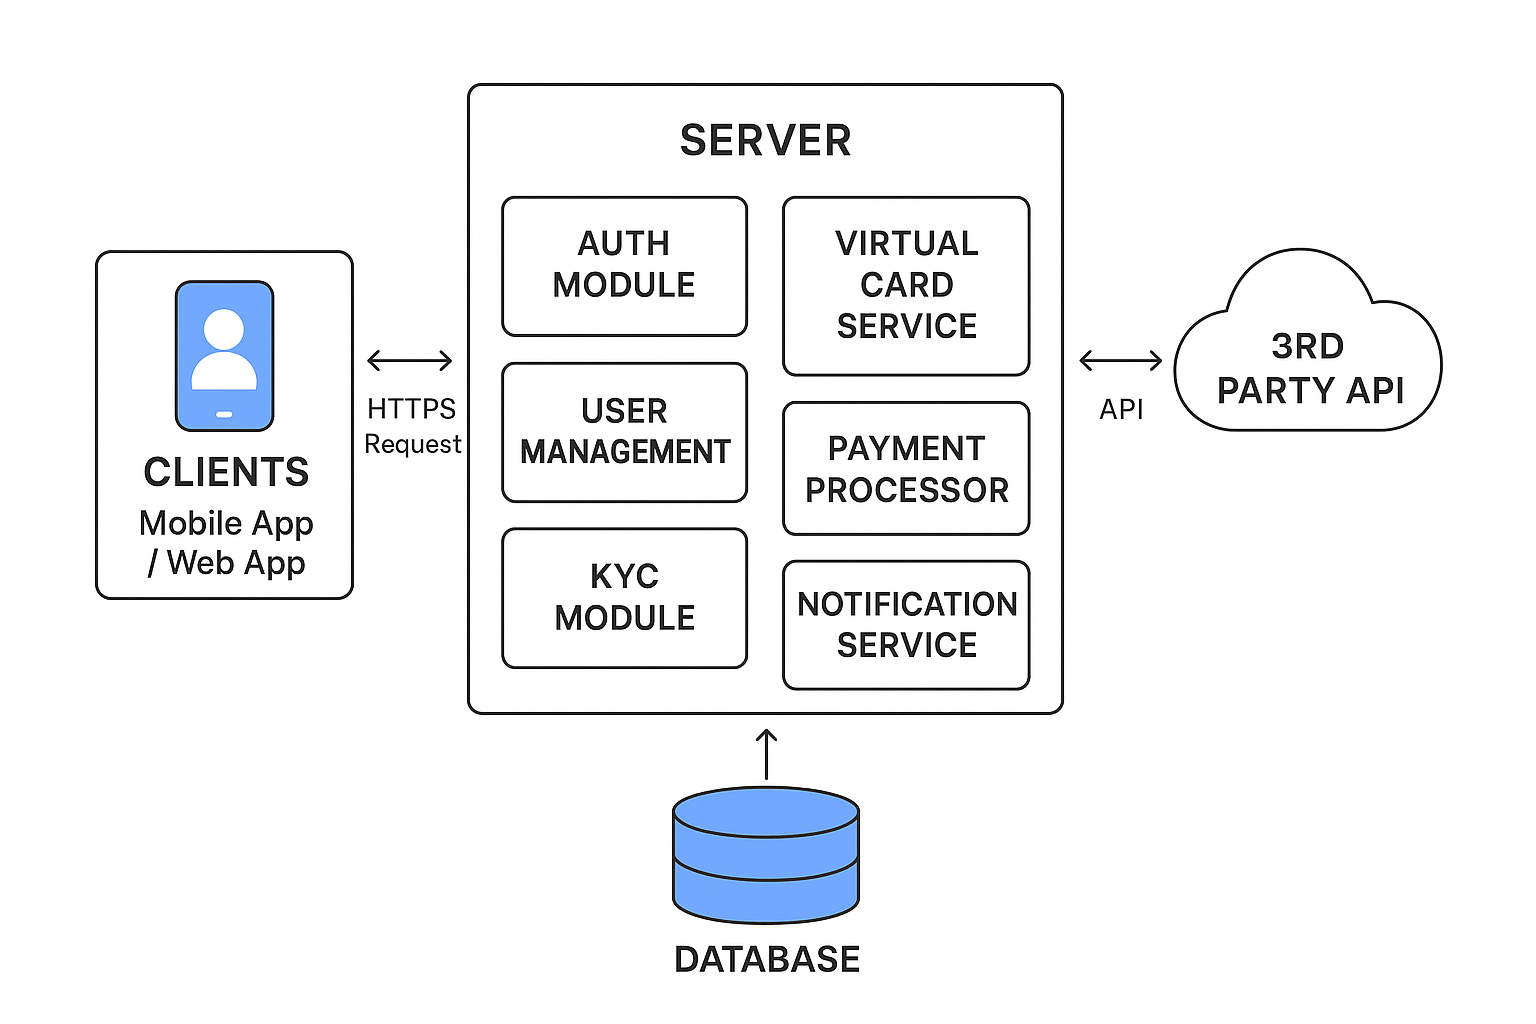 SERVER
AUTH
MODULE
VIRTUAL
CARD
SERVICE
USER
MANAGEMENT
PAYMENT
PROCESSOR
KYC
MODULE
NOTIFICATION
SERVICE
CLIENTS
Mobile App
/ Web App
HTTPS
Request
API
3RD
PARTY API
DATABASE